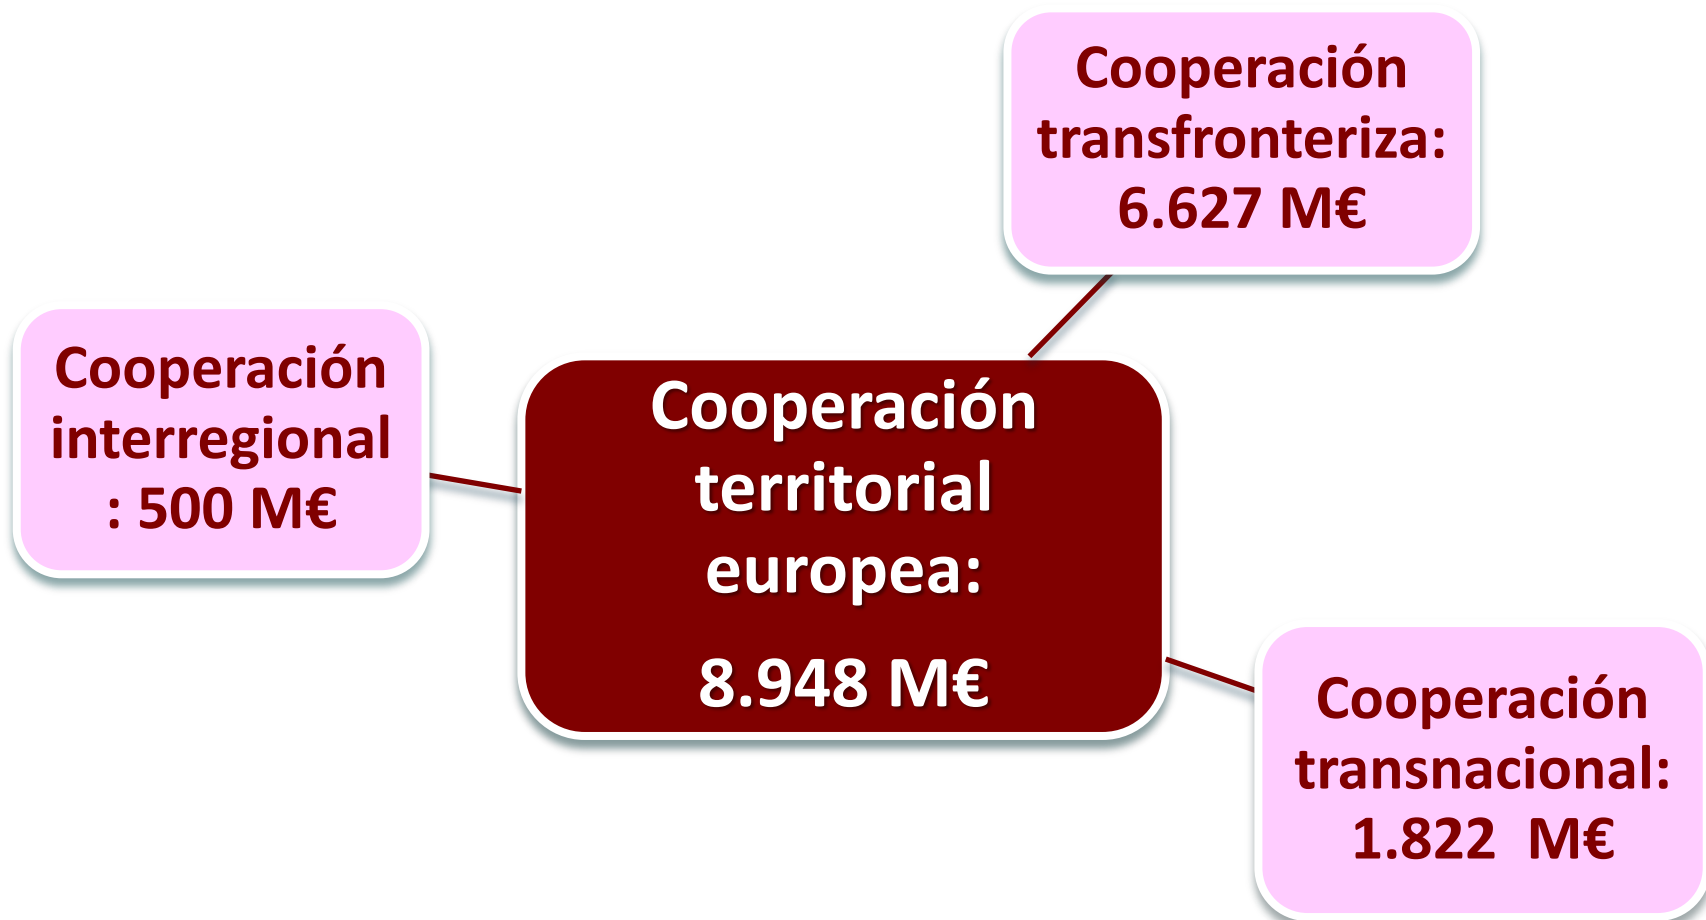 Cooperación
transfronteriza:
6.627 M€
Cooperación
interregional
: 500 M€
Cooperación
territorial
europea:
8.948 M€
Cooperación
transnacional:
1.822  M€